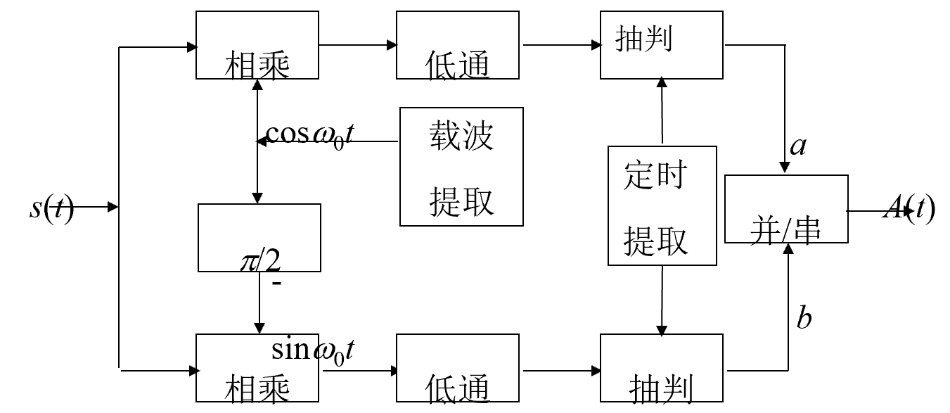 相乘
低通
抽判
cosω₀t
载波
提取
定时
提取
a
s(t)
π/2
并/串
A(t)
-
sinω₀t
b
相乘
低通
抽判